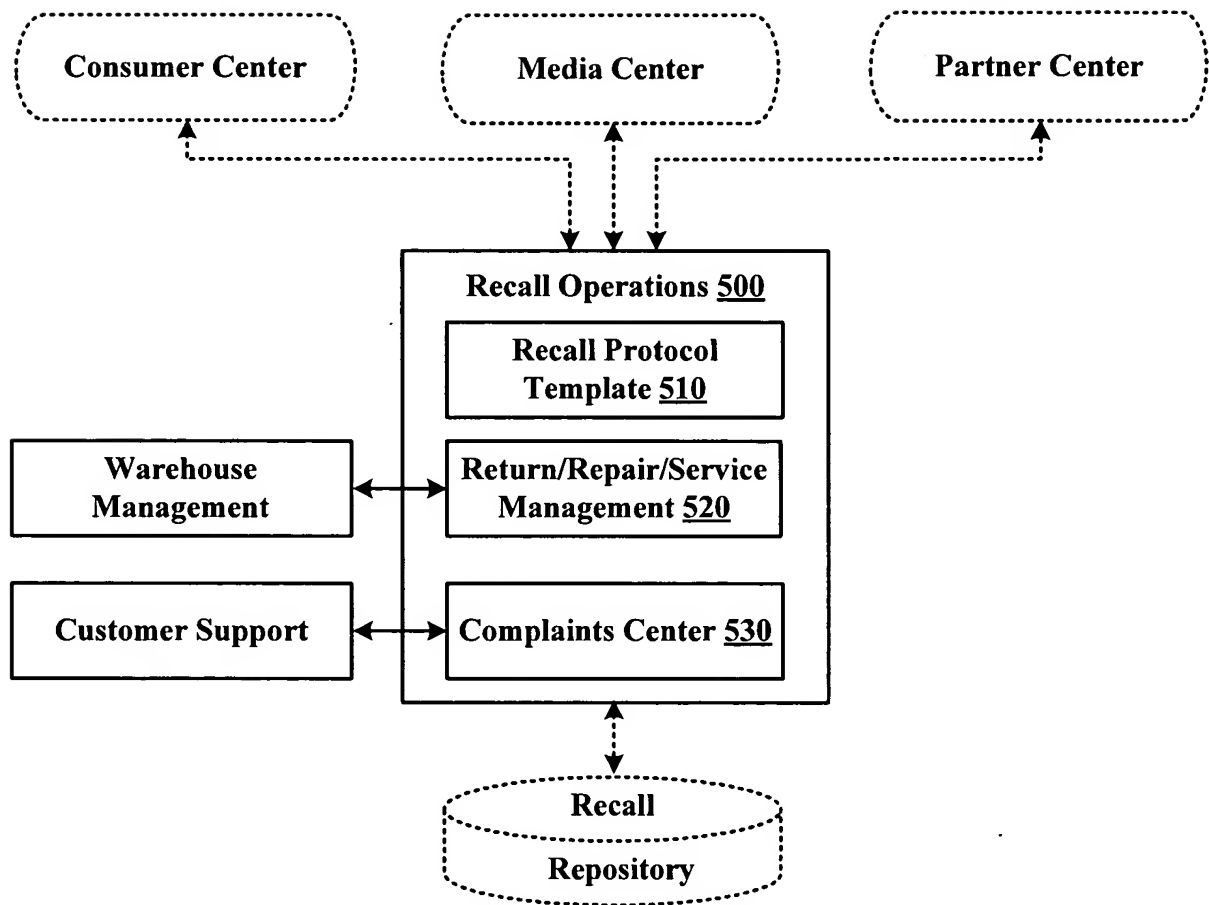 Consumer Center
Media Center
Partner Center
Recall Operations 500
Recall Protocol
Template 510
Warehouse
Management
Return/Repair/Service
Management 520
Customer Support
Complaints Center 530
Recall
Repository